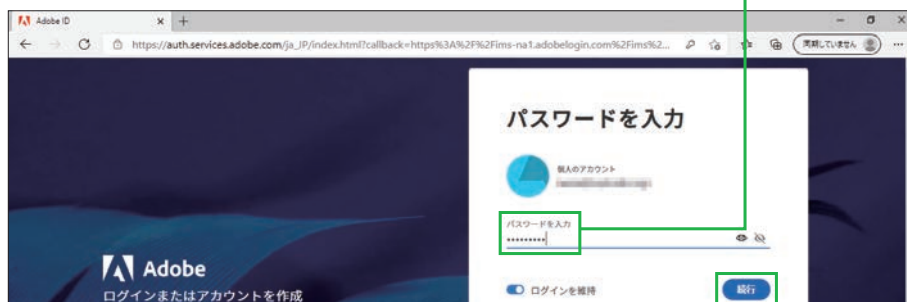 Adobe ID
https://auth.services.adobe.com/ja_JP/index.html?callback=https%3A%2F%2Fims-na1.adobelogin.com%2Fims%2...
同期していません
パスワードを入力
個人のアカウント
パスワードを入力
•••••••••
Adobe
ログインまたはアカウントを作成
ログインを維持
続行